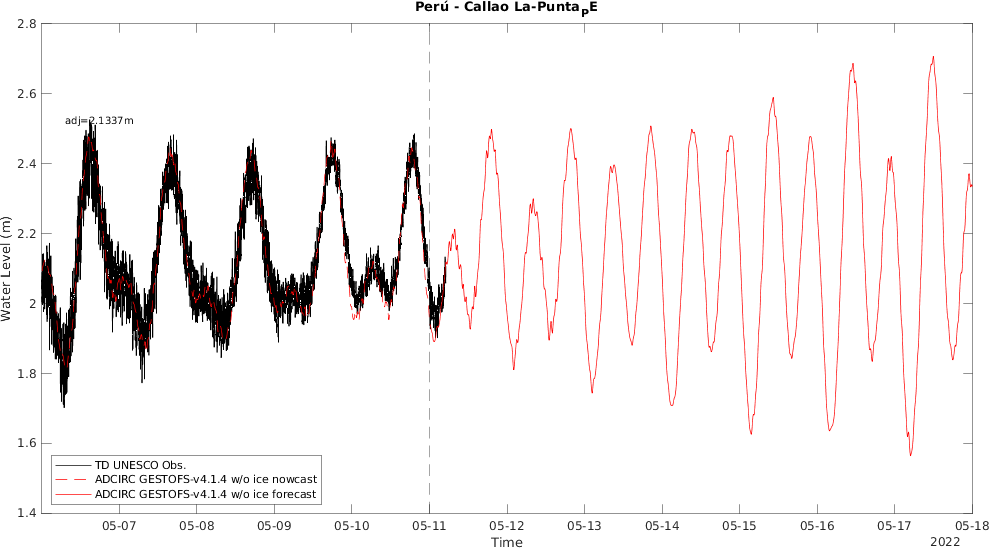 Perú - Callao La-PuntaPE
2.8
2.6
2.4
2.2
2
1.8
1.6
1.4
Water Level (m)
adj=2.1337m
TD UNESCO Obs.
ADCIRC GESTOFS-v4.1.4 w/o ice nowcast
ADCIRC GESTOFS-v4.1.4 w/o ice forecast
05-07 05-08 05-09 05-10 05-11 05-12 05-13 05-14 05-15 05-16 05-17 05-18
Time
2022